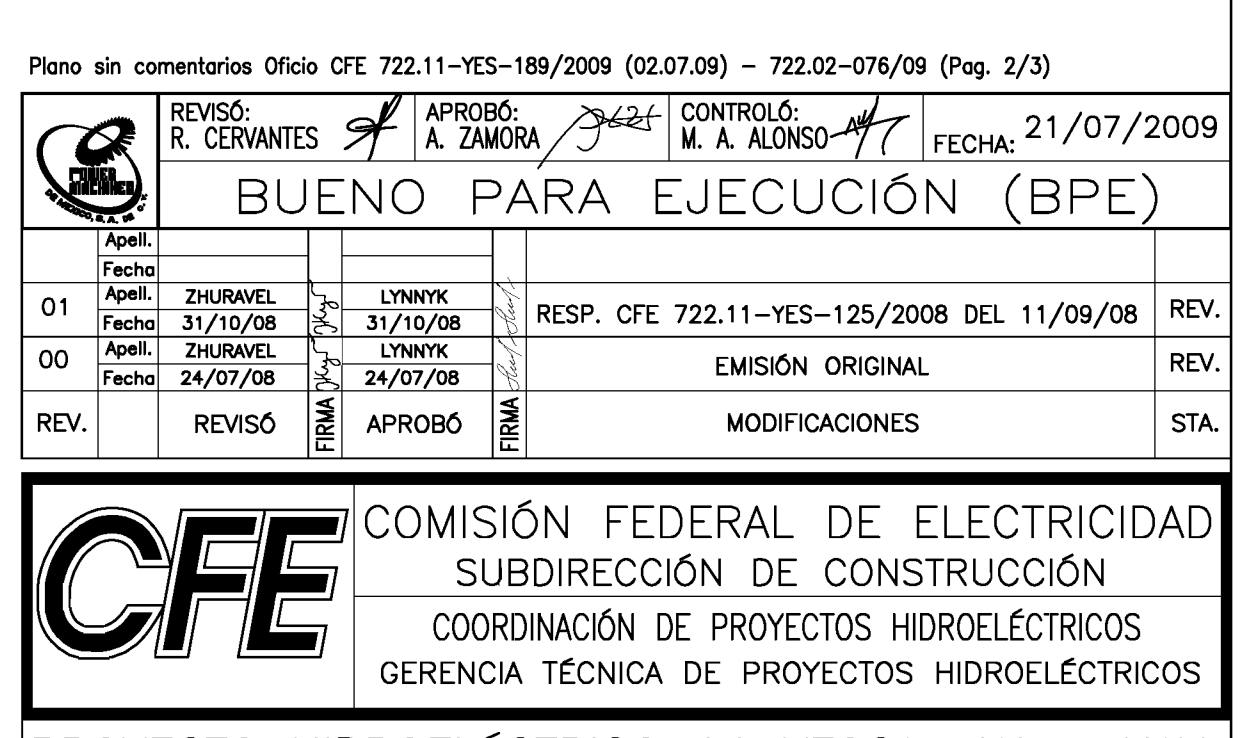 Plano sin comentarios Oficio CFE 722.11-YES-189/2009 (02.07.09) - 722.02-076/09 (Pag. 2/3)
POWER MACHINES DE MEXICO, S. A. DE C. V.
REVISÓ: R. CERVANTES
APROBÓ: A. ZAMORA
CONTROLÓ: M. A. ALONSO
FECHA: 21/07/2009
BUENO PARA EJECUCIÓN (BPE)
Apell.
Fecha
01 Apell. ZHURAVEL LYNNYK RESP. CFE 722.11-YES-125/2008 DEL 11/09/08 REV.
Fecha 31/10/08 31/10/08
00 Apell. ZHURAVEL LYNNYK EMISIÓN ORIGINAL REV.
Fecha 24/07/08 24/07/08
REV. REVISÓ FIRMA APROBÓ FIRMA MODIFICACIONES STA.
CFE
COMISIÓN FEDERAL DE ELECTRICIDAD
SUBDIRECCIÓN DE CONSTRUCCIÓN
COORDINACIÓN DE PROYECTOS HIDROELÉCTRICOS
GERENCIA TÉCNICA DE PROYECTOS HIDROELÉCTRICOS